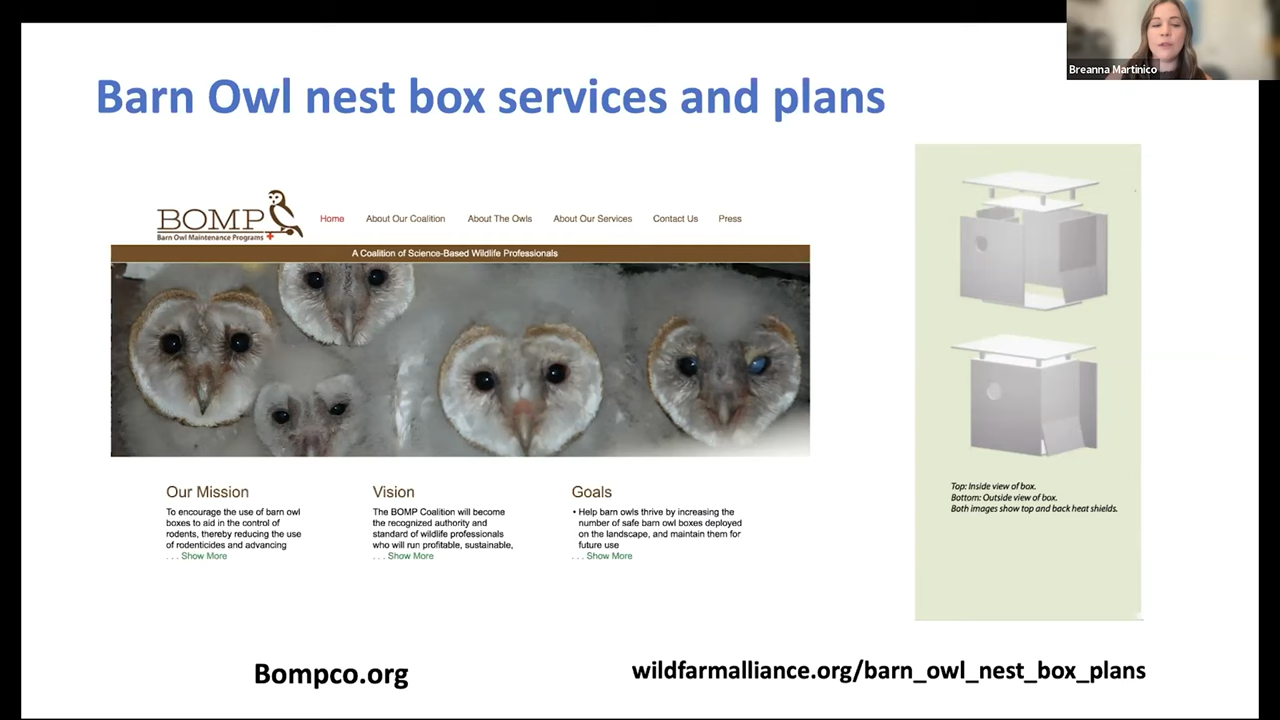 Breanna Martinico
Barn Owl nest box services and plans
BOMP
Barn Owl Maintenance Programs
Home About Our Coalition About The Owls About Our Services Contact Us Press
A Coalition of Science-Based Wildlife Professionals
Our Mission
To encourage the use of barn owl
boxes to aid in the control of
rodents, thereby reducing the use
of rodenticides and advancing
. . . Show More
Vision
The BOMP Coalition will become
the recognized authority and
standard of wildlife professionals
who will run profitable, sustainable,
. . . Show More
Goals
• Help barn owls thrive by increasing the
number of safe barn owl boxes deployed
on the landscape, and maintain them for
future use
. . . Show More
Top: Inside view of box.
Bottom: Outside view of box.
Both images show top and back heat shields.
Bompco.org
wildfarmalliance.org/barn_owl_nest_box_plans